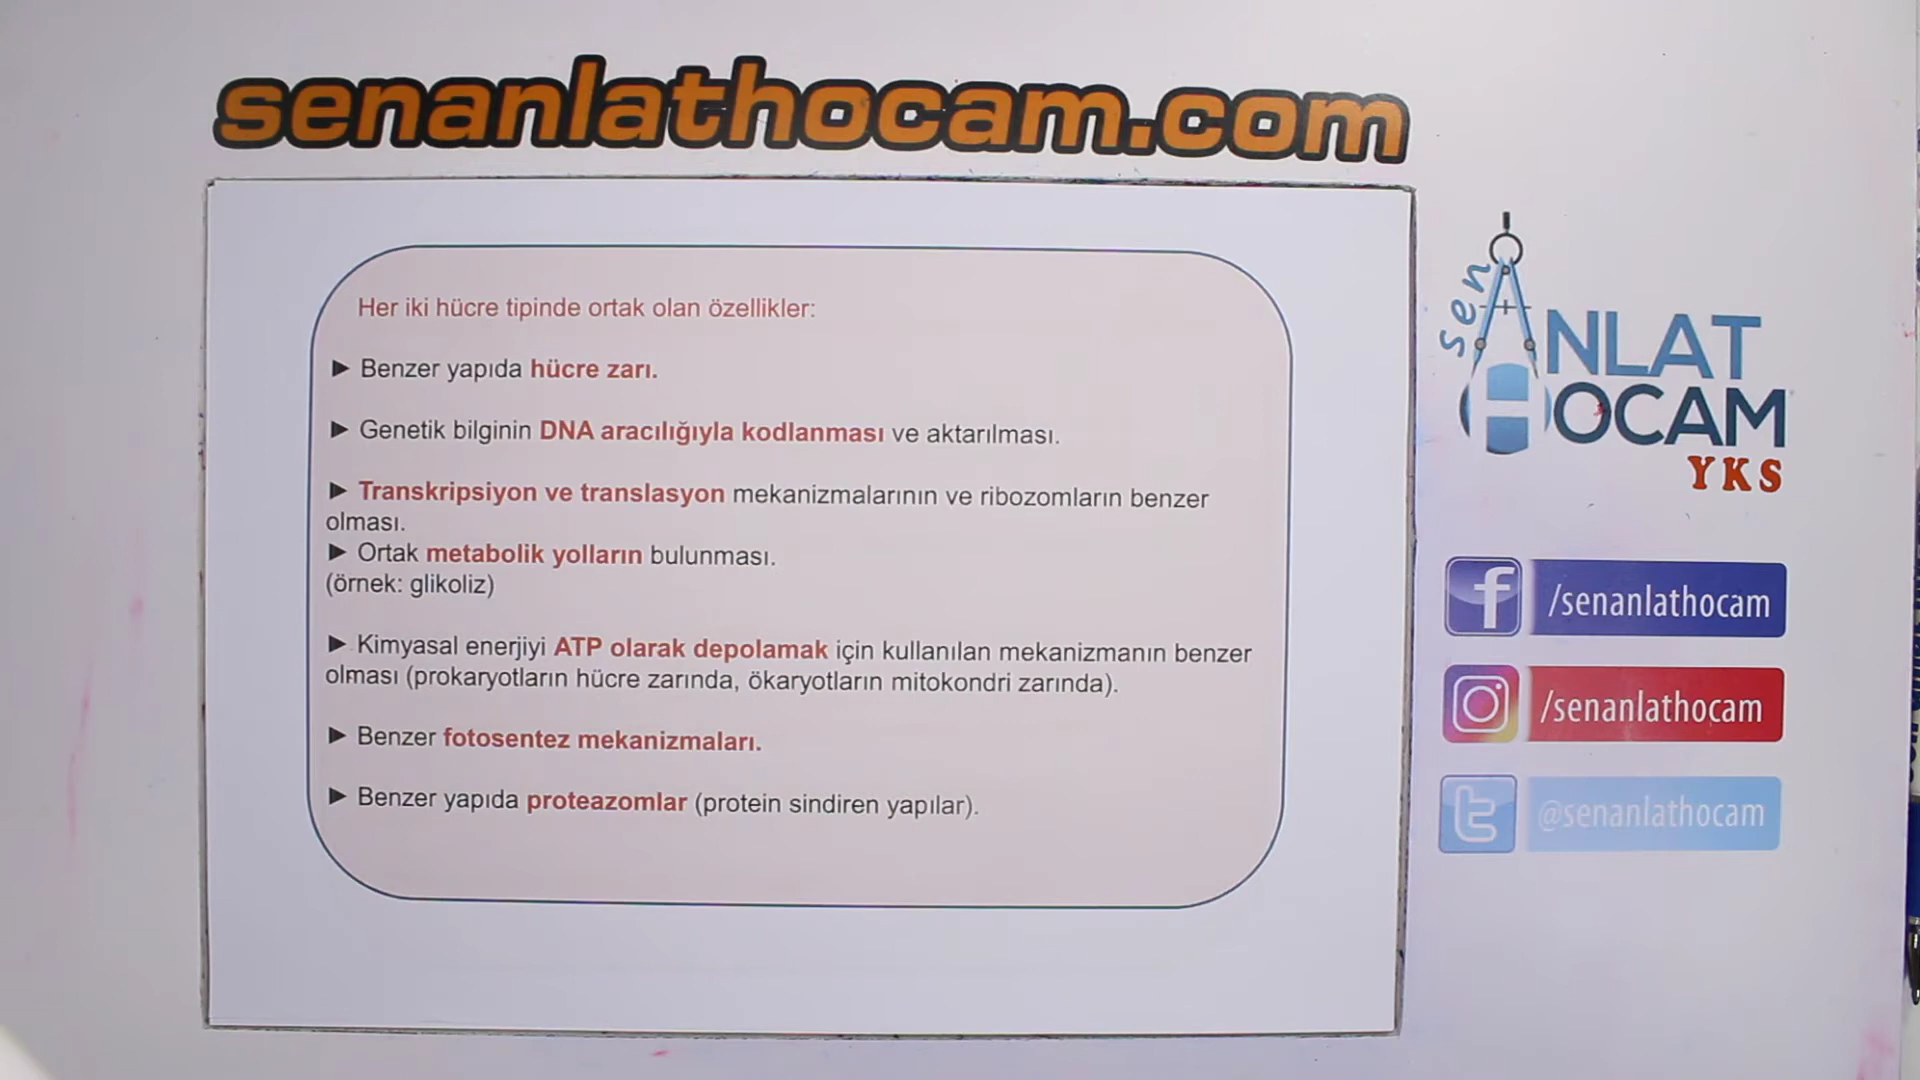 senanlathocam.com
Her iki hücre tipinde ortak olan özellikler:
► Benzer yapıda hücre zarı.
► Genetik bilginin DNA aracılığıyla kodlanması ve aktarılması.
► Transkripsiyon ve translasyon mekanizmalarının ve ribozomların benzer
olması.
► Ortak metabolik yolların bulunması.
(örnek: glikoliz)
► Kimyasal enerjiyi ATP olarak depolamak için kullanılan mekanizmanın benzer
olması (prokaryotların hücre zarında, ökaryotların mitokondri zarında).
► Benzer fotosentez mekanizmaları.
► Benzer yapıda proteazomlar (protein sindiren yapılar).
sen
ANLAT
HOCAM
YKS
f /senanlathocam
/senanlathocam
t @senanlathocam